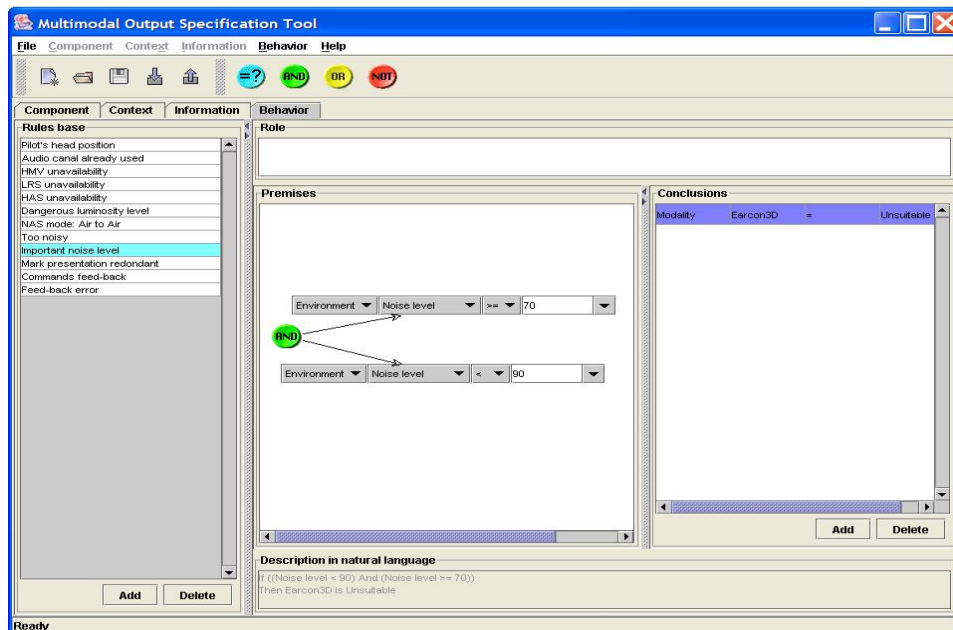 Multimodal Output Specification Tool
File Component Context Information Behavior Help
=? AND OR NOT
Component Context Information Behavior
Rules base
Pilot's head position
Audio canal already used
HMV unavailability
LRS unavailability
HAS unavailability
Dangerous luminosity level
NAS mode: Air to Air
Too noisy
Important noise level
Mark presentation redondant
Commands feed-back
Feed-back error
Add Delete
Role
Premises
Environment Noise level >= 70
AND
Environment Noise level < 90
Conclusions
Modality Earcon3D = Unsuitable
Add Delete
Description in natural language
If ((Noise level < 90) And (Noise level >= 70))
Then Earcon3D is Unsuitable
Ready